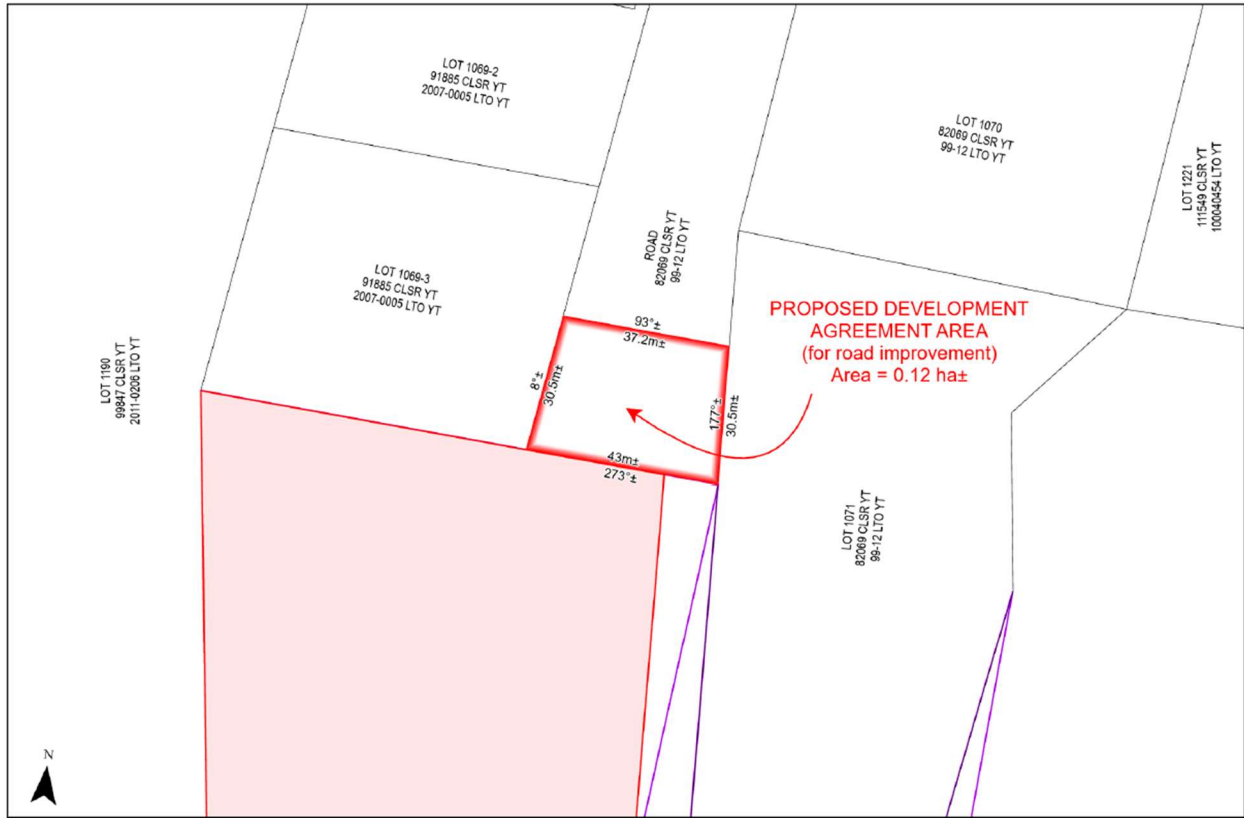 LOT 1069-2
91885 CLSR YT
2007-0005 LTO YT
LOT 1070
82069 CLSR YT
99-12 LTO YT
LOT 1221
111549 CLSR YT
100040454 LTO YT
ROAD
82069 CLSR YT
99-12 LTO YT
LOT 1069-3
91885 CLSR YT
2007-0005 LTO YT
PROPOSED DEVELOPMENT
AGREEMENT AREA
(for road improvement)
Area = 0.12 ha±
93°±
37.2m±
LOT 1190
99847 CLSR YT
2011-0206 LTO YT
8°±
30.5m±
177°±
30.5m±
43m±
273°±
LOT 1071
82069 CLSR YT
99-12 LTO YT
N